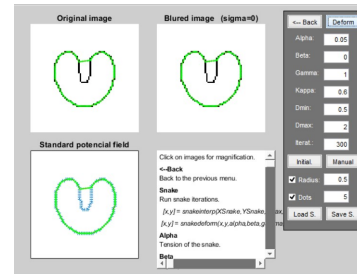 Original image
Blured image (sigma=0)
Standard potencial field
Click on images for magnification.
<--Back
Back to the previous menu.
Snake
Run snake iterations.
[x,y] = snakeinterp(XSnake,YSnake,
[x,y] = snakedeform(x,y,alpha,beta,
Alpha
Tension of the snake.
Beta
<-- Back
Deform
Alpha: 0.05
Beta: 0
Gamma: 1
Kappa: 0.6
Dmin: 0.5
Dmax: 2
Iterat.: 300
Initial.
Manual
Radius: 0.5
Dots 5
Load S.
Save S.